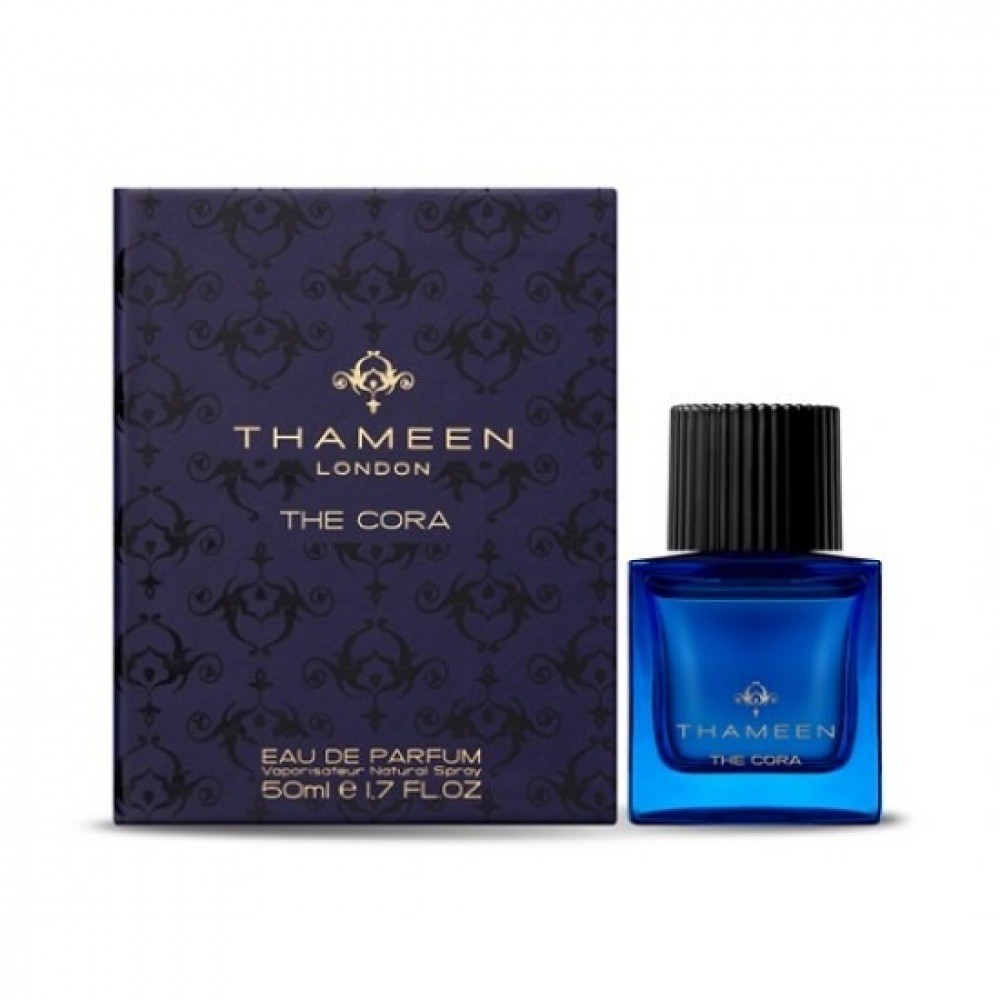 THAMEEN
LONDON
THE CORA
EAU DE PARFUM
Vaporisateur Natural Spray
50ml e 1.7 FL.OZ
THAMEEN
THE CORA